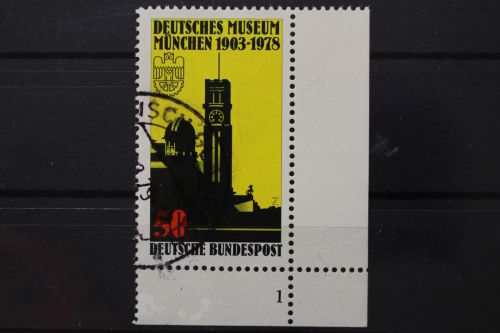 DEUTSCHES MUSEUM
MÜNCHEN 1903-1978
50
DEUTSCHE BUNDESPOST
1